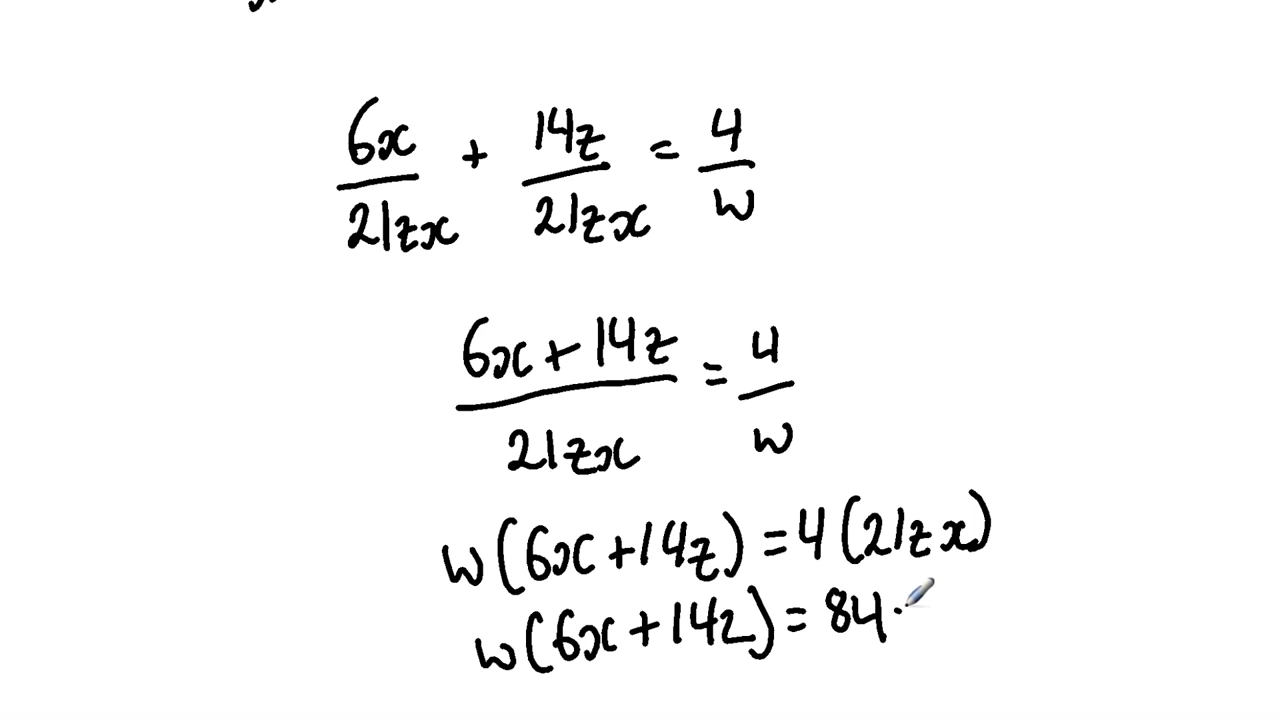 6x/21zx + 14z/21zx = 4/w
(6x + 14z)/21zx = 4/w
w(6x + 14z) = 4(21zx)
w(6x + 14z) = 84